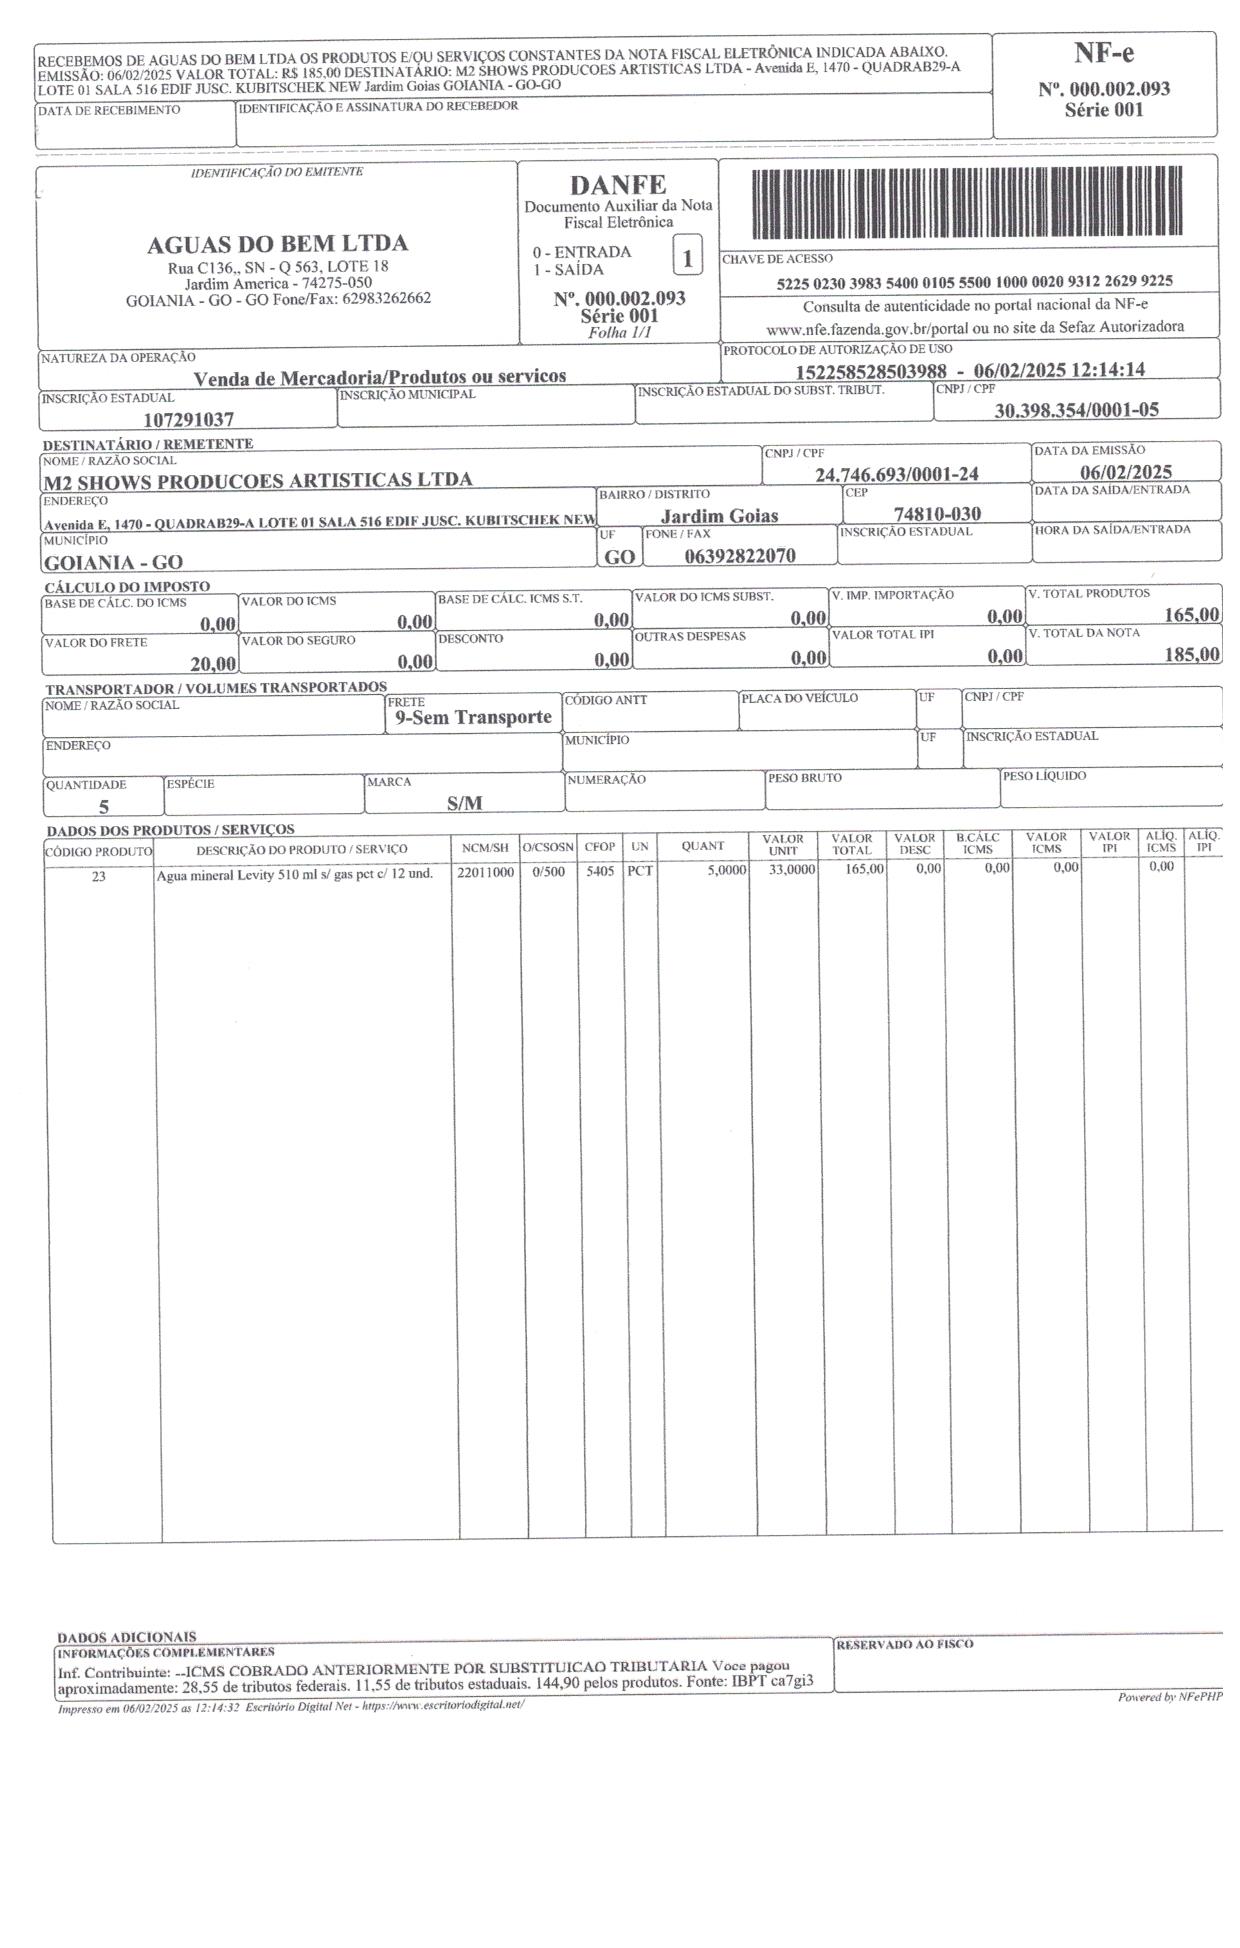 RECEBEMOS DE AGUAS DO BEM LTDA OS PRODUTOS E/OU SERVIÇOS CONSTANTES DA NOTA FISCAL ELETRÔNICA INDICADA ABAIXO.
EMISSÃO: 06/02/2025 VALOR TOTAL: R$ 185,00 DESTINATÁRIO: M2 SHOWS PRODUCOES ARTISTICAS LTDA - Avenida E, 1470 - QUADRAB29-A
LOTE 01 SALA 516 EDIF JUSC. KUBITSCHEK NEW Jardim Goias GOIANIA - GO-GO
DATA DE RECEBIMENTO
IDENTIFICAÇÃO E ASSINATURA DO RECEBEDOR
NF-e
Nº. 000.002.093
Série 001
IDENTIFICAÇÃO DO EMITENTE
AGUAS DO BEM LTDA
Rua C136,, SN - Q 563, LOTE 18
Jardim America - 74275-050
GOIANIA - GO - GO Fone/Fax: 62983262662
DANFE
Documento Auxiliar da Nota
Fiscal Eletrônica
0 - ENTRADA
1 - SAÍDA
1
Nº. 000.002.093
Série 001
Folha 1/1
CHAVE DE ACESSO
5225 0230 3983 5400 0105 5500 1000 0020 9312 2629 9225
Consulta de autenticidade no portal nacional da NF-e
www.nfe.fazenda.gov.br/portal ou no site da Sefaz Autorizadora
NATUREZA DA OPERAÇÃO
Venda de Mercadoria/Produtos ou servicos
PROTOCOLO DE AUTORIZAÇÃO DE USO
152258528503988 - 06/02/2025 12:14:14
INSCRIÇÃO ESTADUAL
107291037
INSCRIÇÃO MUNICIPAL
INSCRIÇÃO ESTADUAL DO SUBST. TRIBUT.
CNPJ / CPF
30.398.354/0001-05
DESTINATÁRIO / REMETENTE
NOME / RAZÃO SOCIAL
M2 SHOWS PRODUCOES ARTISTICAS LTDA
CNPJ / CPF
24.746.693/0001-24
DATA DA EMISSÃO
06/02/2025
ENDEREÇO
Avenida E, 1470 - QUADRAB29-A LOTE 01 SALA 516 EDIF JUSC. KUBITSCHEK NEW
BAIRRO / DISTRITO
Jardim Goias
CEP
74810-030
DATA DA SAÍDA/ENTRADA
MUNICÍPIO
GOIANIA - GO
UF
GO
FONE / FAX
06392822070
INSCRIÇÃO ESTADUAL
HORA DA SAÍDA/ENTRADA
CÁLCULO DO IMPOSTO
BASE DE CÁLC. DO ICMS
0,00
VALOR DO ICMS
0,00
BASE DE CÁLC. ICMS S.T.
0,00
VALOR DO ICMS SUBST.
0,00
V. IMP. IMPORTAÇÃO
0,00
V. TOTAL PRODUTOS
165,00
VALOR DO FRETE
20,00
VALOR DO SEGURO
0,00
DESCONTO
0,00
OUTRAS DESPESAS
0,00
VALOR TOTAL IPI
0,00
V. TOTAL DA NOTA
185,00
TRANSPORTADOR / VOLUMES TRANSPORTADOS
NOME / RAZÃO SOCIAL
FRETE
9-Sem Transporte
CÓDIGO ANTT
PLACA DO VEÍCULO
UF
CNPJ / CPF
ENDEREÇO
MUNICÍPIO
UF
INSCRIÇÃO ESTADUAL
QUANTIDADE
5
ESPÉCIE
MARCA
S/M
NUMERAÇÃO
PESO BRUTO
PESO LÍQUIDO
DADOS DOS PRODUTOS / SERVIÇOS
CÓDIGO PRODUTO DESCRIÇÃO DO PRODUTO / SERVIÇO NCM/SH O/CSOSN CFOP UN QUANT VALOR UNIT VALOR TOTAL VALOR DESC B.CÁLC ICMS VALOR ICMS VALOR IPI ALÍQ. ICMS ALÍQ. IPI
23 Agua mineral Levity 510 ml s/ gas pct c/ 12 und. 22011000 0/500 5405 PCT 5,0000 33,0000 165,00 0,00 0,00 0,00 0,00
DADOS ADICIONAIS
INFORMAÇÕES COMPLEMENTARES
Inf. Contribuinte: --ICMS COBRADO ANTERIORMENTE POR SUBSTITUICAO TRIBUTARIA Voce pagou
aproximadamente: 28,55 de tributos federais. 11,55 de tributos estaduais. 144,90 pelos produtos. Fonte: IBPT ca7gi3
RESERVADO AO FISCO
Impresso em 06/02/2025 as 12:14:32 Escritório Digital Net - https://www.escritoriodigital.net/
Powered by NFePHP